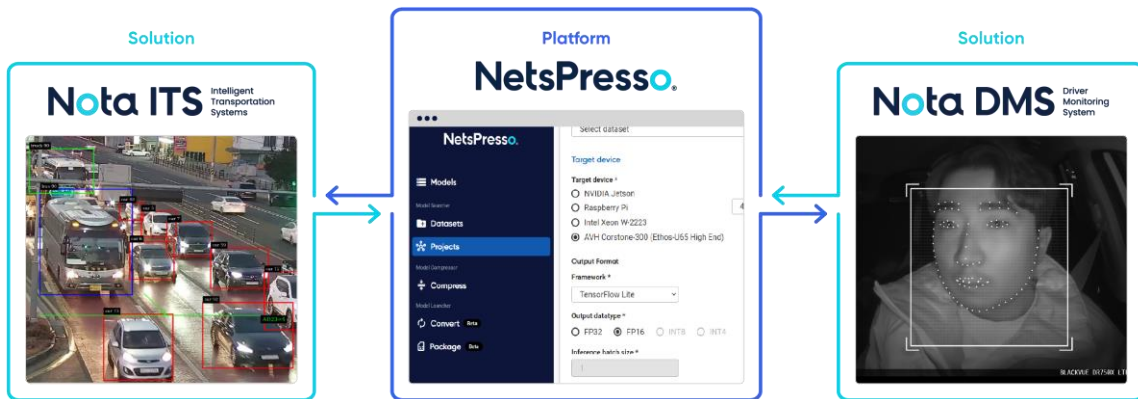 Solution
Nota ITS
Intelligent
Transportation
Systems
Platform
NetsPresso®
NetsPresso.
Models
Model Searcher
Datasets
Projects
Model Compressor
Compress
Model Launcher
Convert Beta
Package Beta
Select dataset
Target device
Target device *
NVIDIA Jetson
Raspberry Pi
Intel Xeon W-2223
AVH Corstone-300 (Ethos-U65 High End)
Output Format
Framework *
TensorFlow Lite
Output datatype *
FP32
FP16
INT8
INT4
Inference batch size *
1
Solution
Nota DMS
Driver
Monitoring
System
BLACKVUE DR750X LT